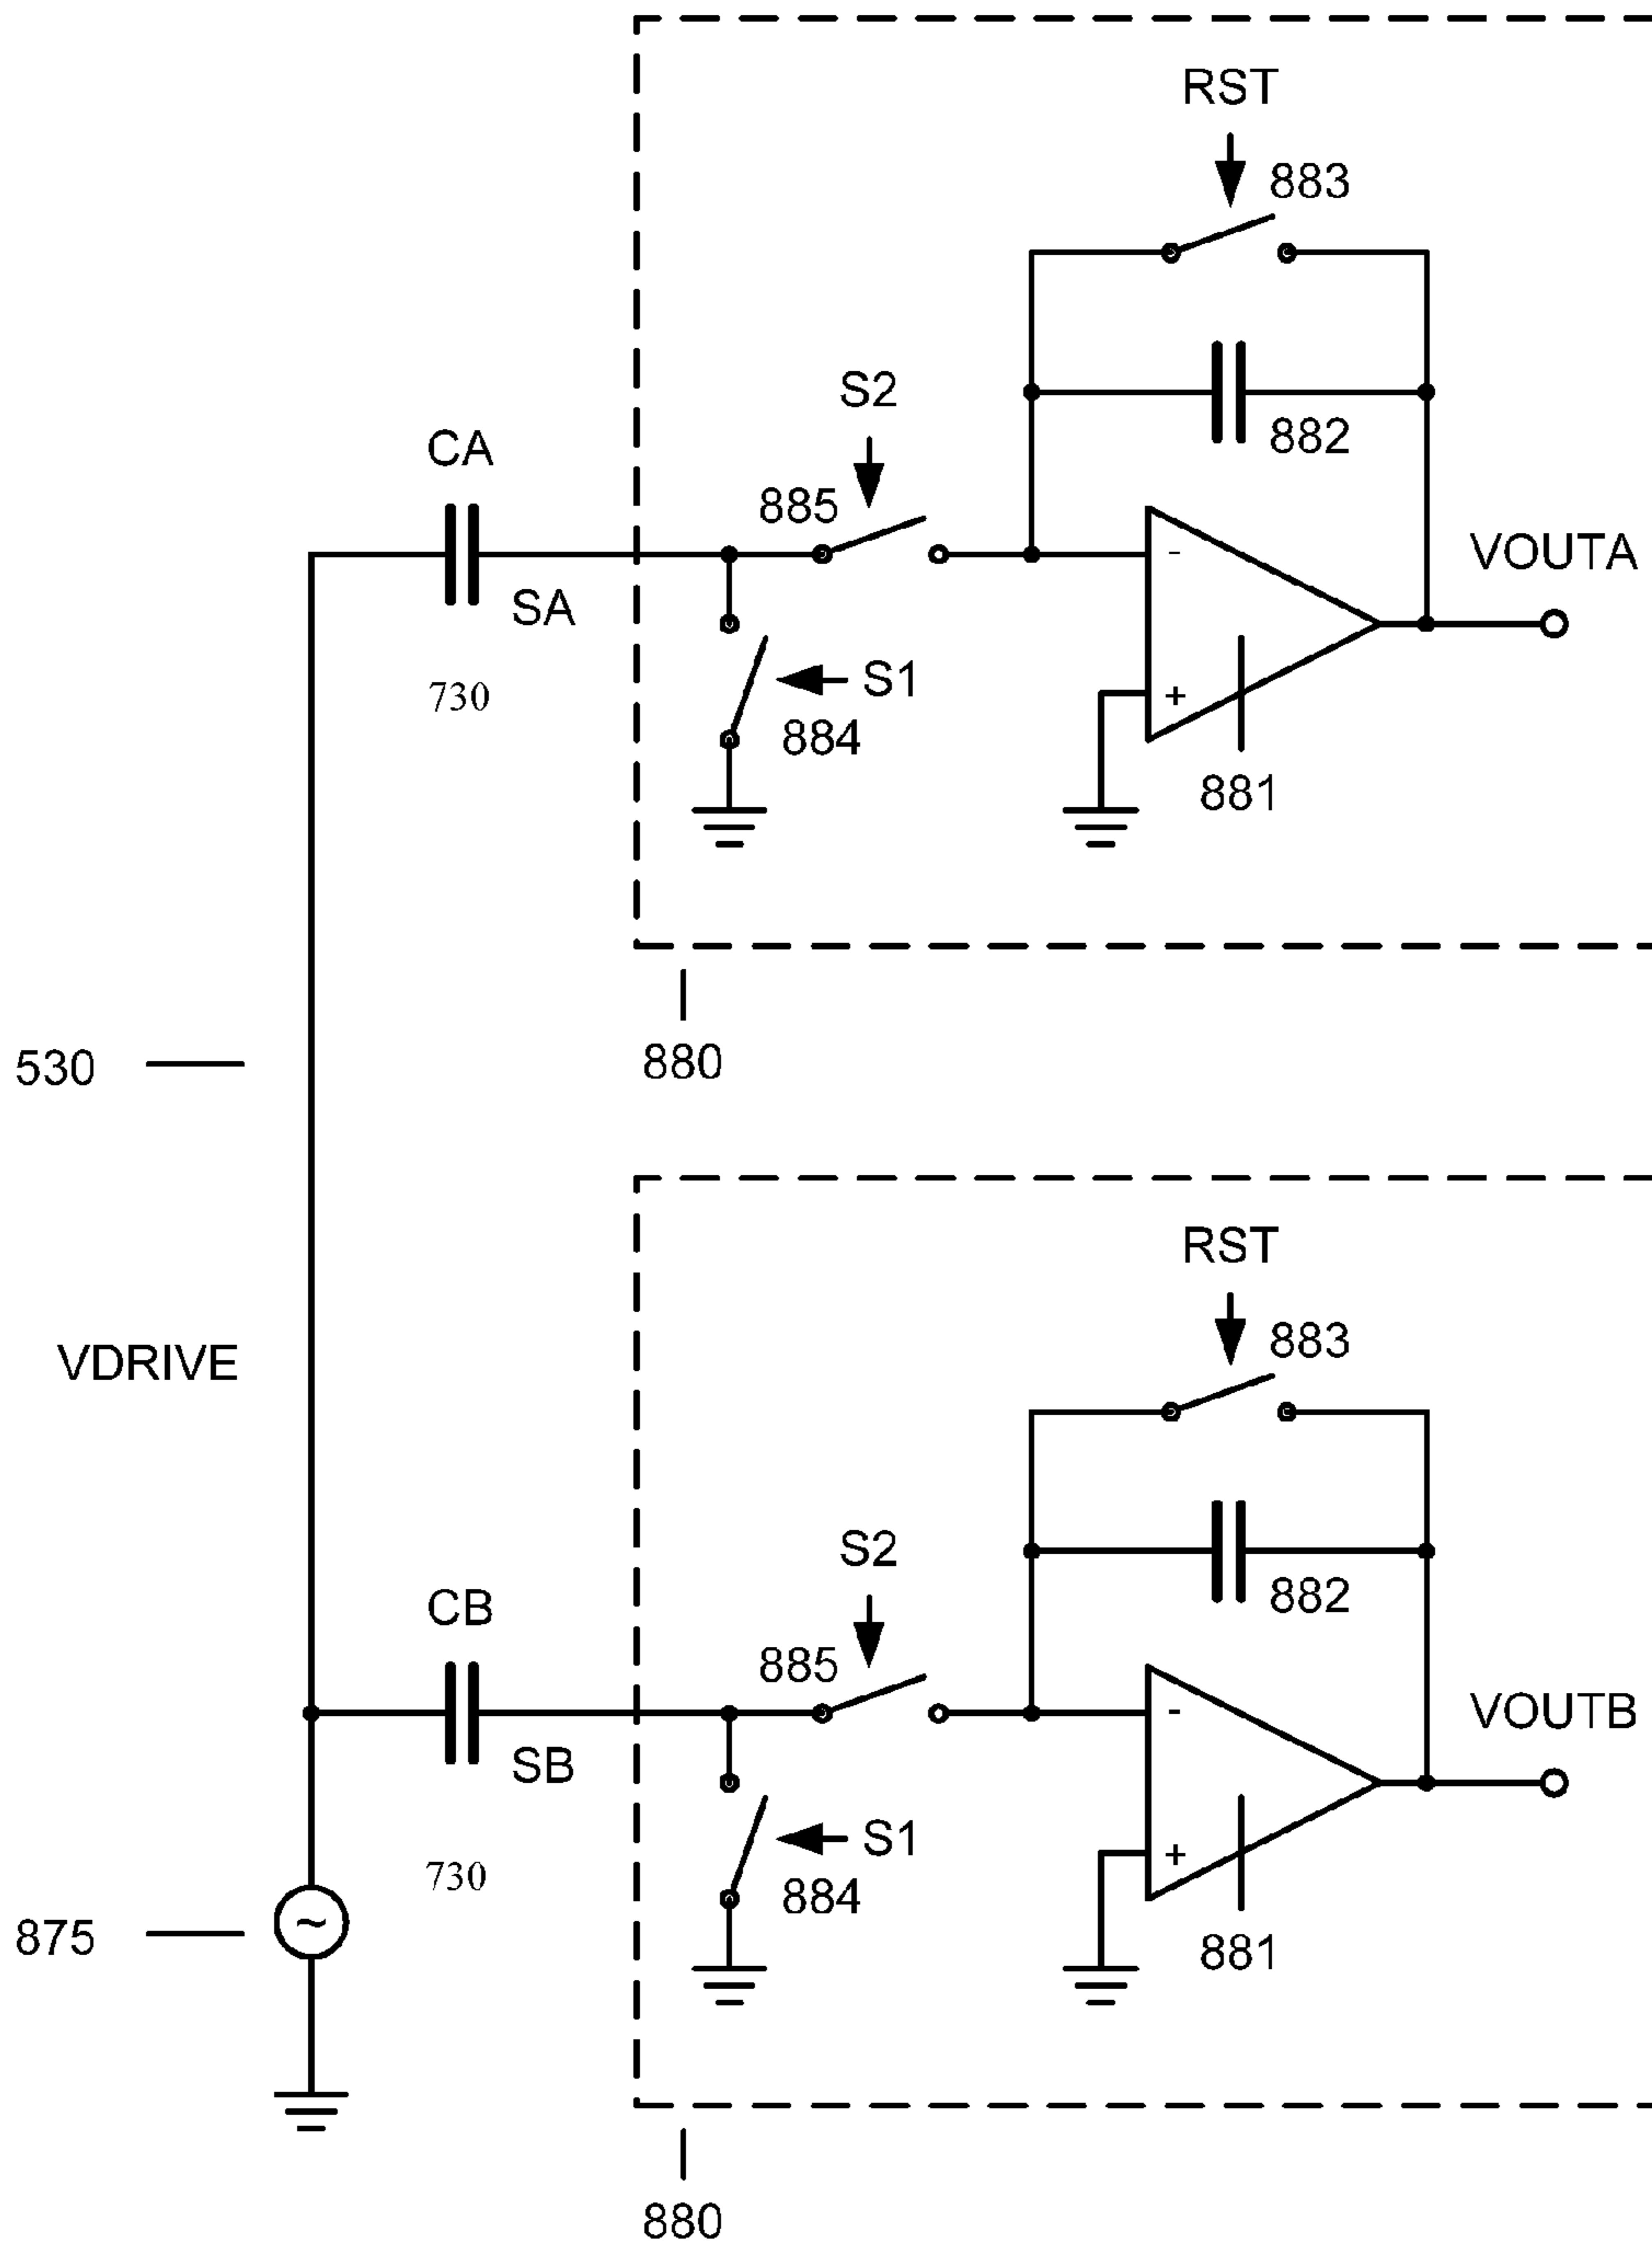 RST
883
S2
882
CA
885
-
VOUTA
SA
S1
730
+
884
881
880
530
RST
883
VDRIVE
S2
882
CB
885
-
VOUTB
SB
S1
+
730
884
~
875
881
880